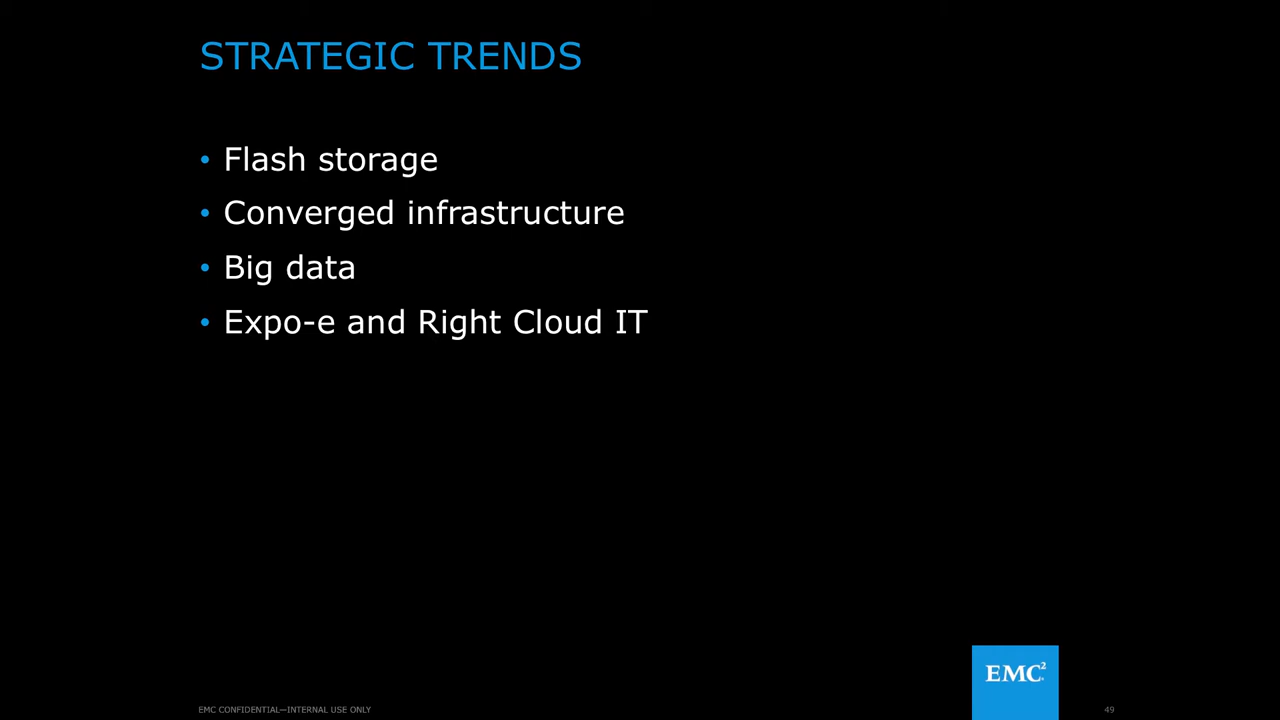 STRATEGIC TRENDS
• Flash storage
• Converged infrastructure
• Big data
• Expo-e and Right Cloud IT
EMC²
EMC CONFIDENTIAL—INTERNAL USE ONLY
49